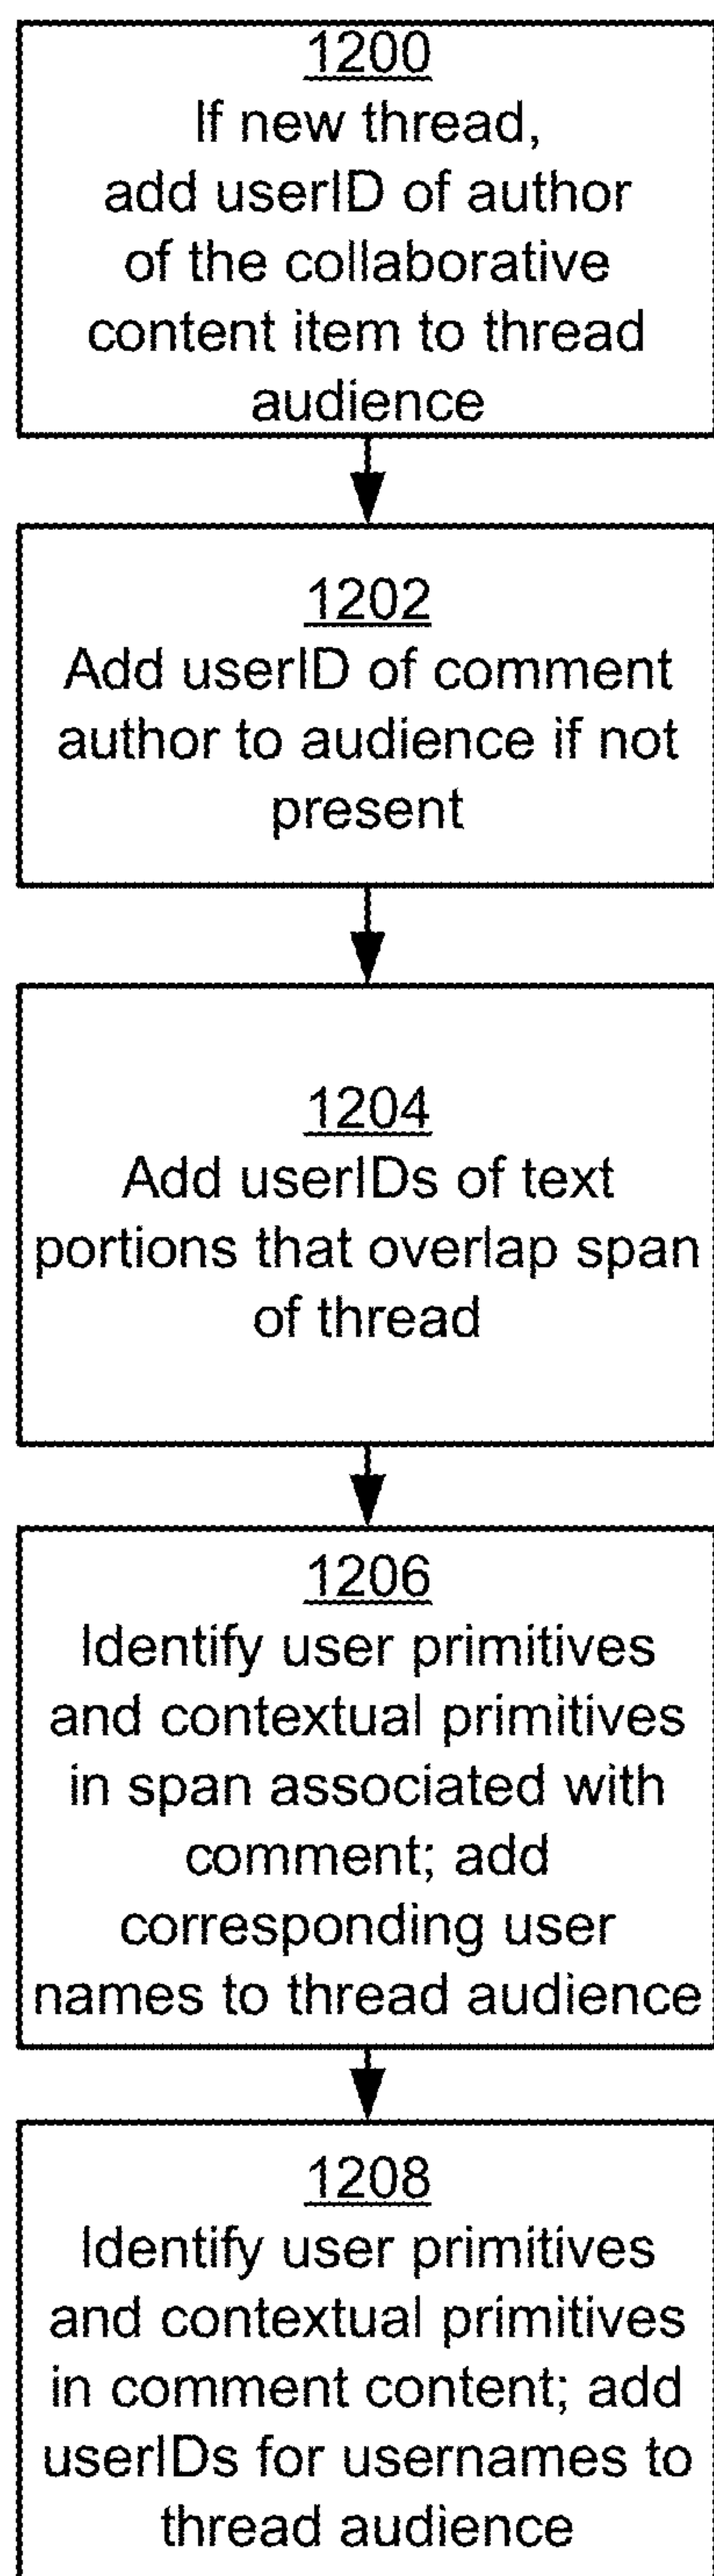 1200
If new thread,
add userID of author
of the collaborative
content item to thread
audience
1202
Add userID of comment
author to audience if not
present
1204
Add userIDs of text
portions that overlap span
of thread
1206
Identify user primitives
and contextual primitives
in span associated with
comment; add
corresponding user
names to thread audience
1208
Identify user primitives
and contextual primitives
in comment content; add
userIDs for usernames to
thread audience